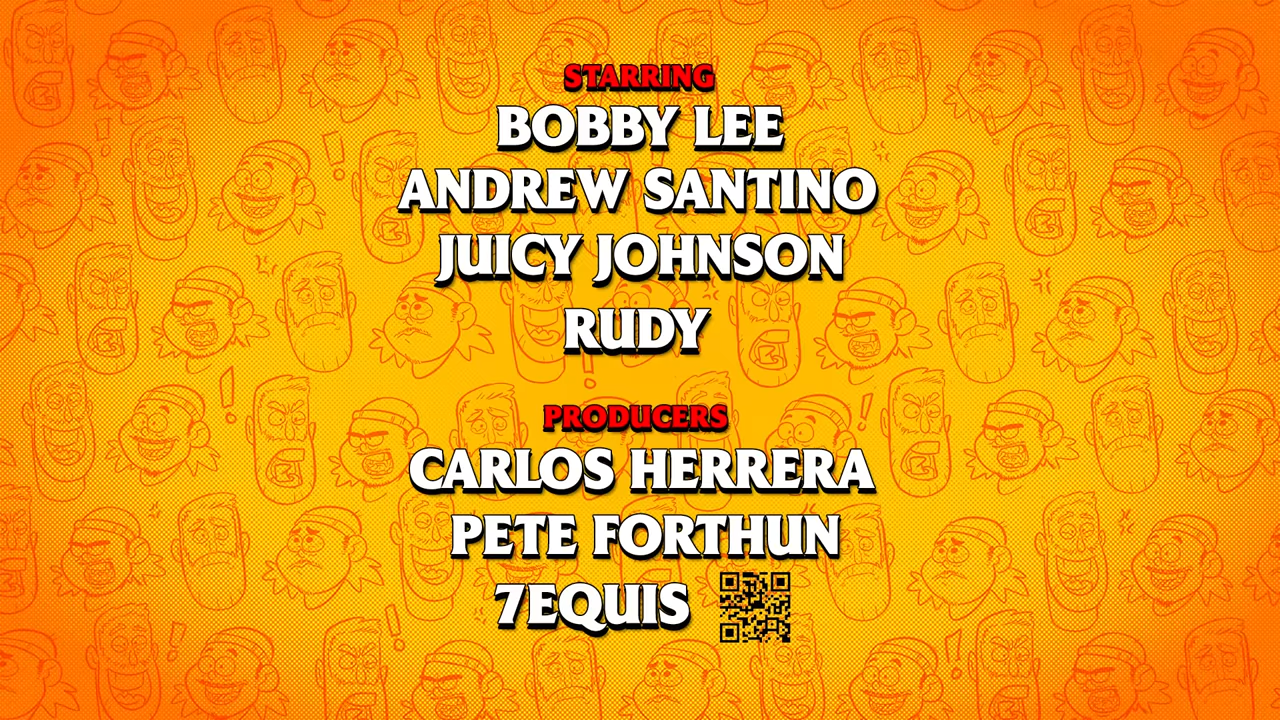 STARRING
BOBBY LEE
ANDREW SANTINO
JUICY JOHNSON
RUDY
PRODUCERS
CARLOS HERRERA
PETE FORTHUN
7EQUIS